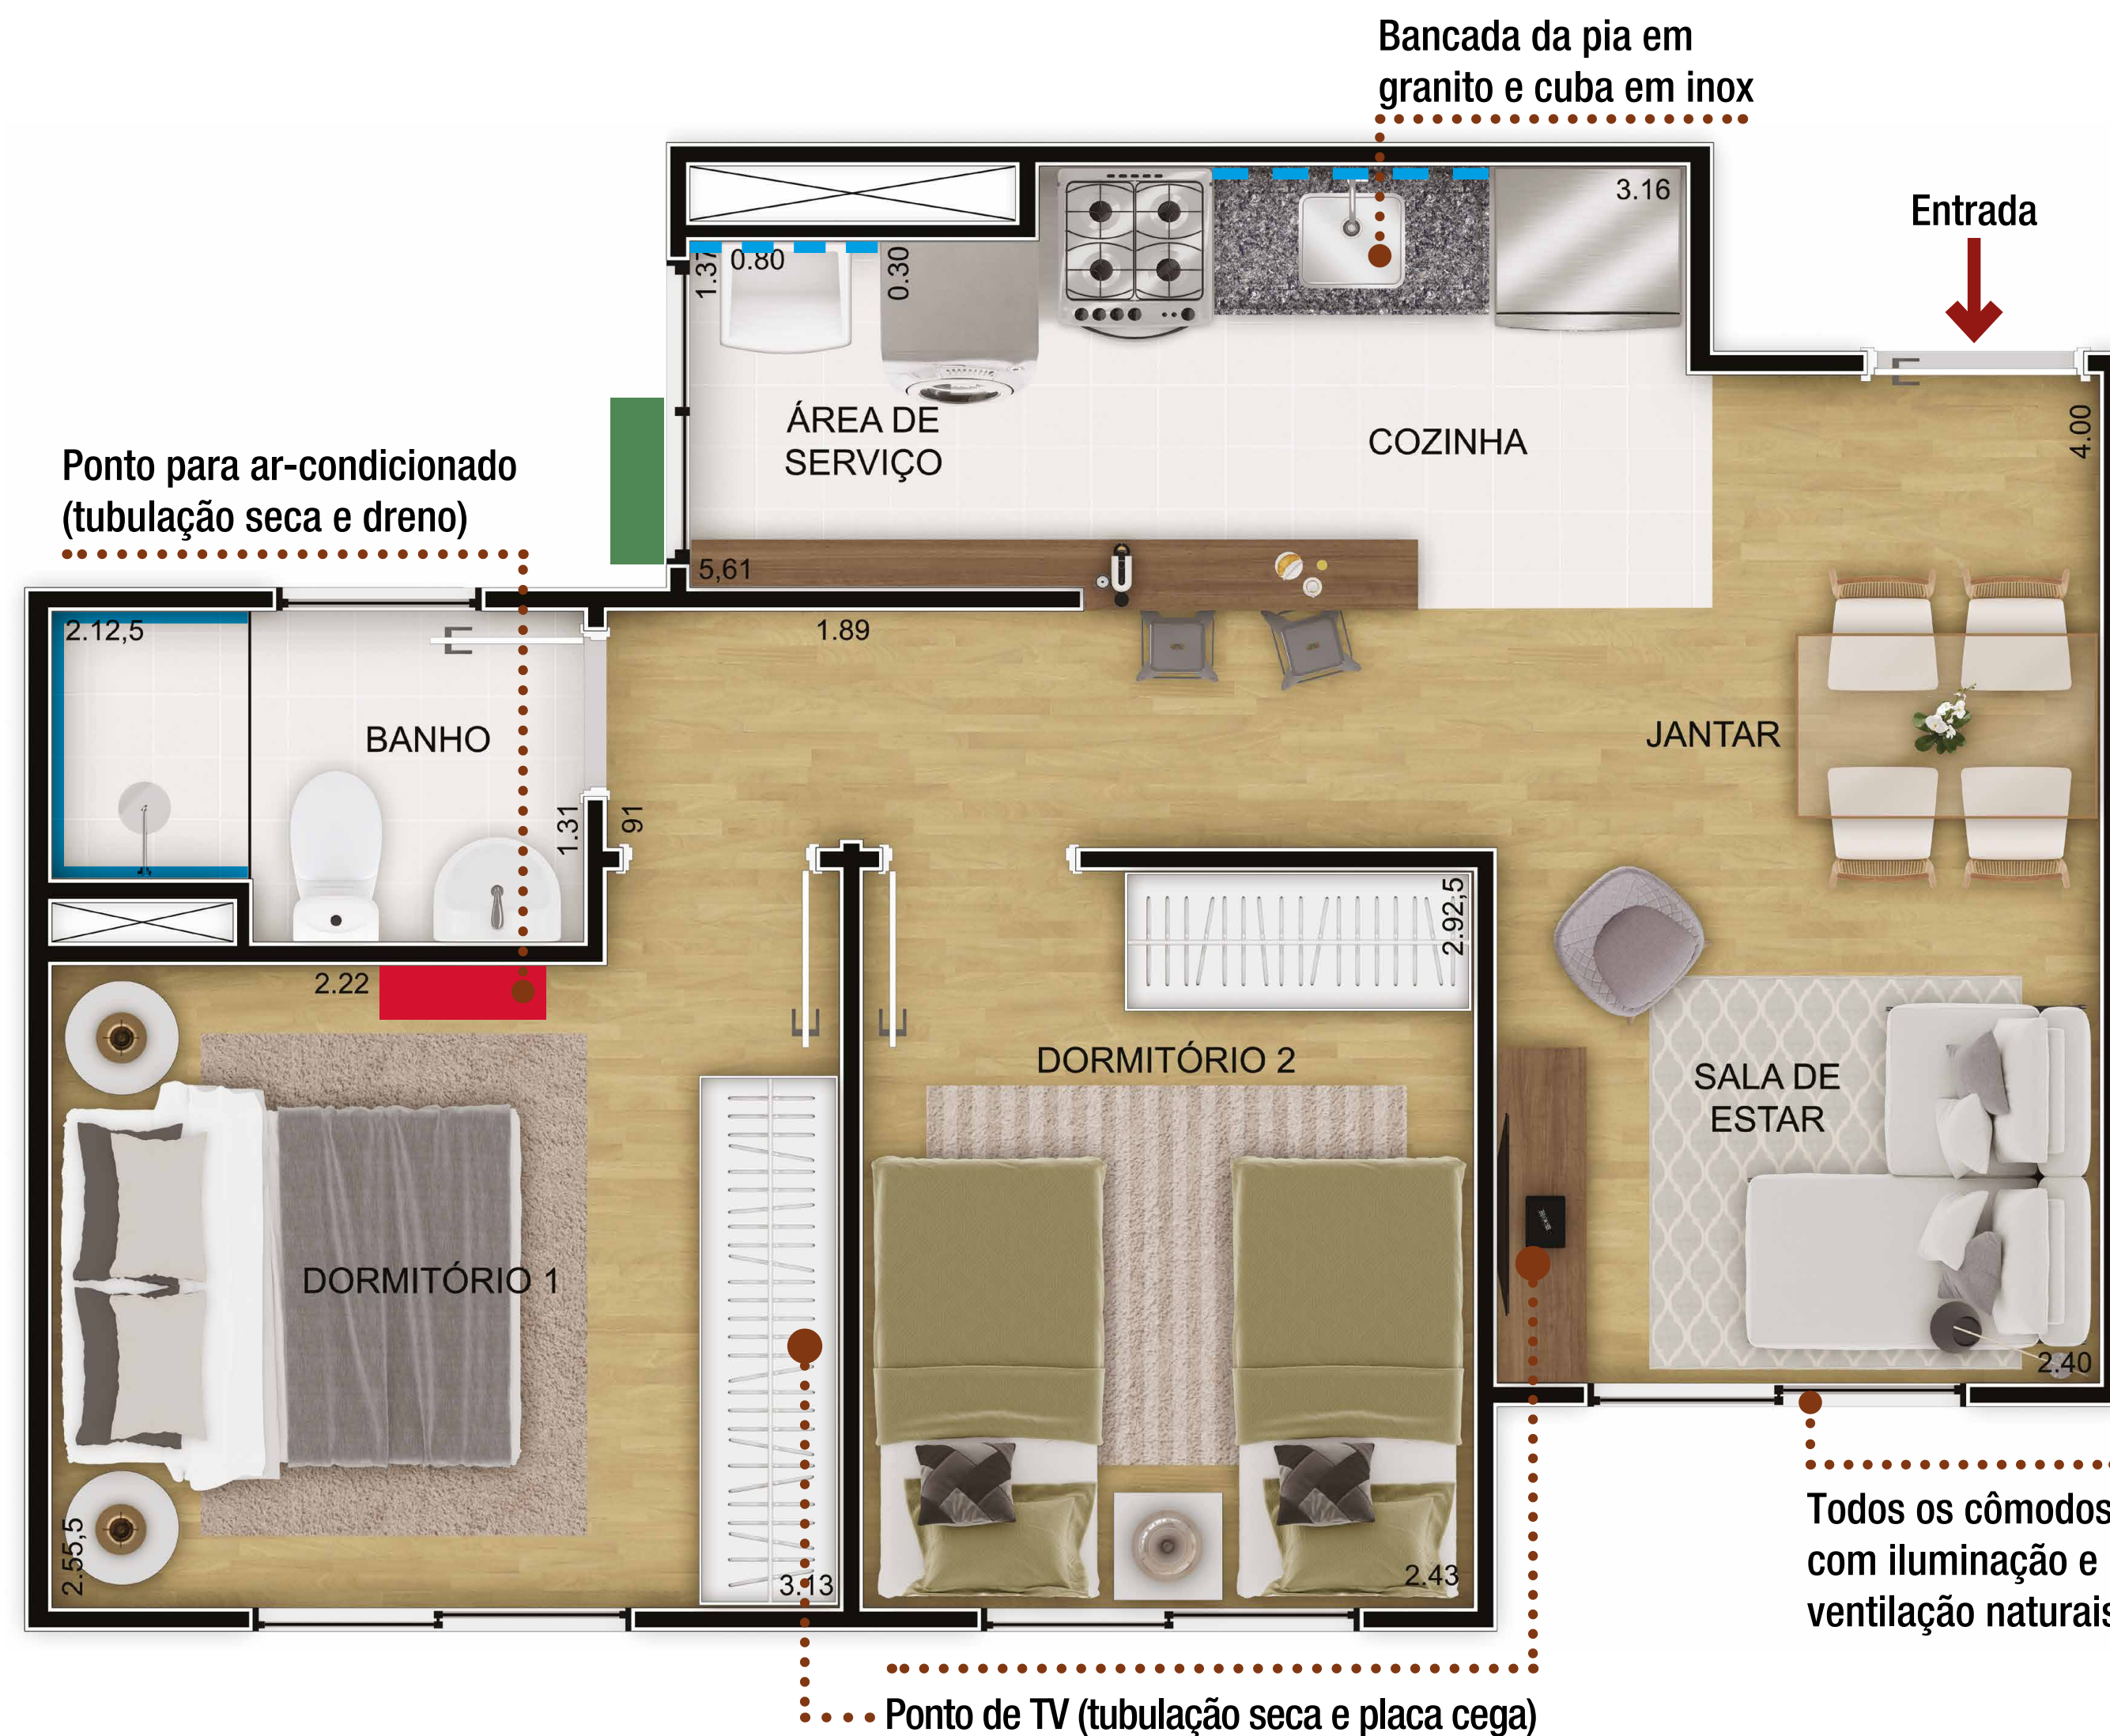 Bancada da pia em
granito e cuba em inox
Entrada
3.16
1.37
0.80
0.30
ÁREA DE
SERVIÇO
COZINHA
4.00
Ponto para ar-condicionado
(tubulação seca e dreno)
5,61
2.12,5
1.89
BANHO
JANTAR
1.31
91
2.92,5
2.22
DORMITÓRIO 2
SALA DE
ESTAR
DORMITÓRIO 1
2.40
2.55,5
3.13
2.43
Todos os cômodos
com iluminação e
ventilação naturais
Ponto de TV (tubulação seca e placa cega)